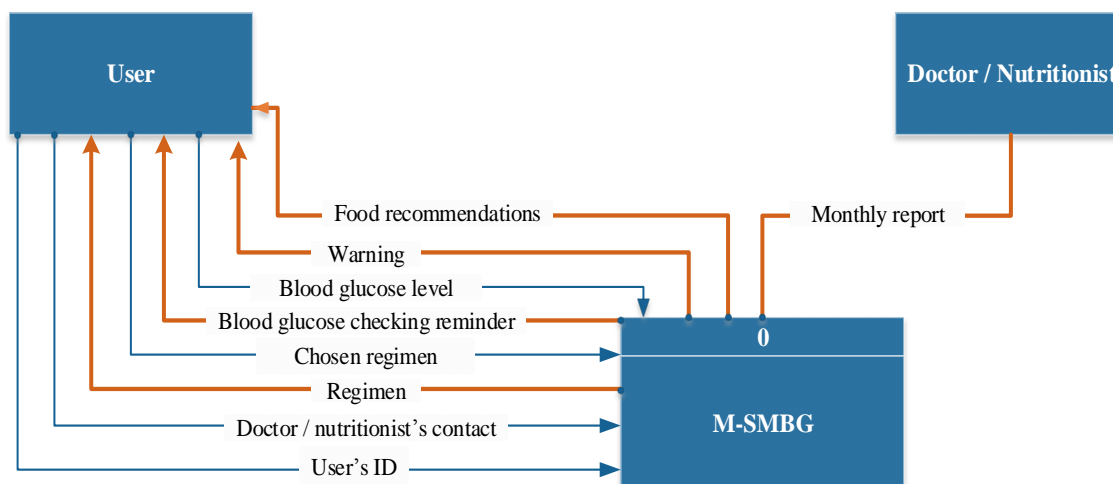 User
Doctor / Nutritionist
Food recommendations
Monthly report
Warning
Blood glucose level
Blood glucose checking reminder
0
Chosen regimen
Regimen
M-SMBG
Doctor / nutritionist’s contact
User’s ID